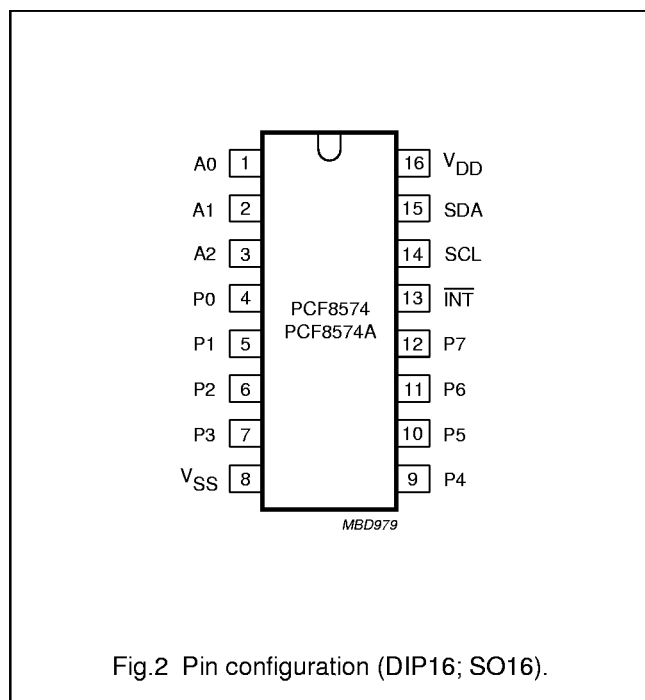 A0 1 16 VDD
A1 2 15 SDA
A2 3 14 SCL
P0 4 13 INT
PCF8574
PCF8574A
P1 5 12 P7
P2 6 11 P6
P3 7 10 P5
VSS 8 9 P4
MBD979
Fig.2 Pin configuration (DIP16; SO16).